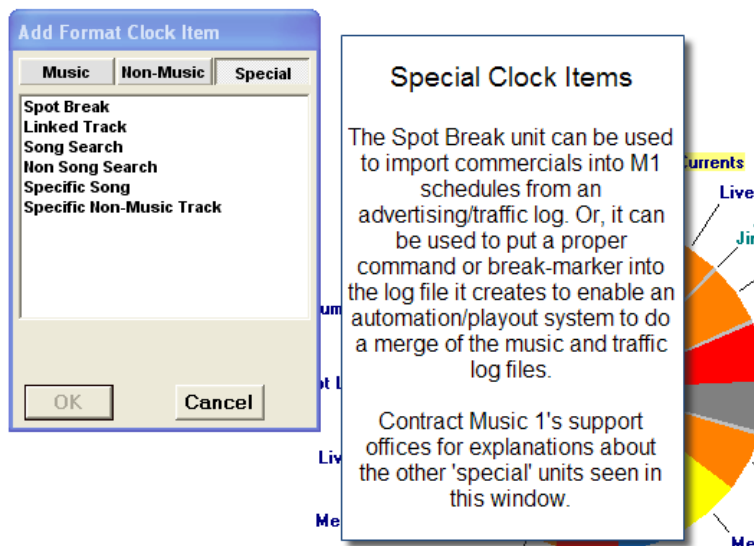 Add Format Clock Item
Music
Non-Music
Special
Spot Break
Linked Track
Song Search
Non Song Search
Specific Song
Specific Non-Music Track
OK
Cancel
Special Clock Items
The Spot Break unit can be used
to import commercials into M1
schedules from an
advertising/traffic log. Or, it can
be used to put a proper
command or break-marker into
the log file it creates to enable an
automation/playout system to do
a merge of the music and traffic
log files.
Contract Music 1's support
offices for explanations about
the other 'special' units seen in
this window.
Currents